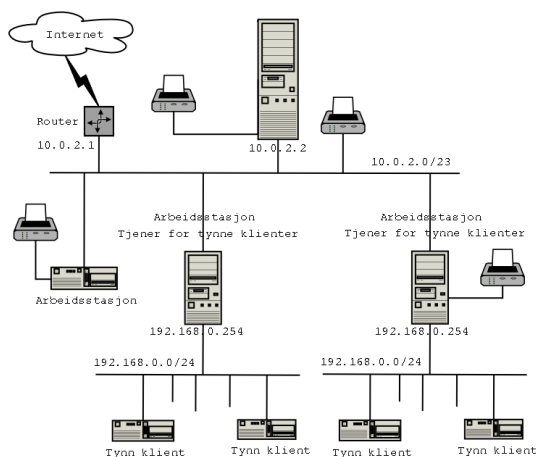 Internet
Router
10.0.2.1
10.0.2.2
10.0.2.0/23
Arbeidsstasjon
Tjener for tynne klienter
Arbeidsstasjon
Tjener for tynne klienter
Arbeidsstasjon
192.168.0.254
192.168.0.254
192.168.0.0/24
192.168.0.0/24
Tynn klient
Tynn klient
Tynn klient
Tynn klient